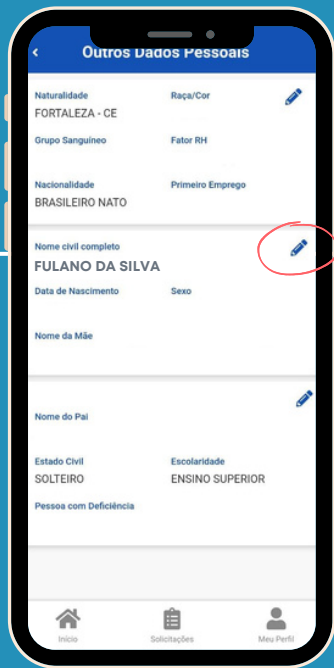 Outros Dados Pessoais
Naturalidade Raça/Cor
FORTALEZA - CE
Grupo Sanguíneo Fator RH
Nacionalidade Primeiro Emprego
BRASILEIRO NATO
Nome civil completo
FULANO DA SILVA
Data de Nascimento Sexo
Nome da Mãe
Nome do Pai
Estado Civil Escolaridade
SOLTEIRO ENSINO SUPERIOR
Pessoa com Deficiência
Início Solicitações Meu Perfil